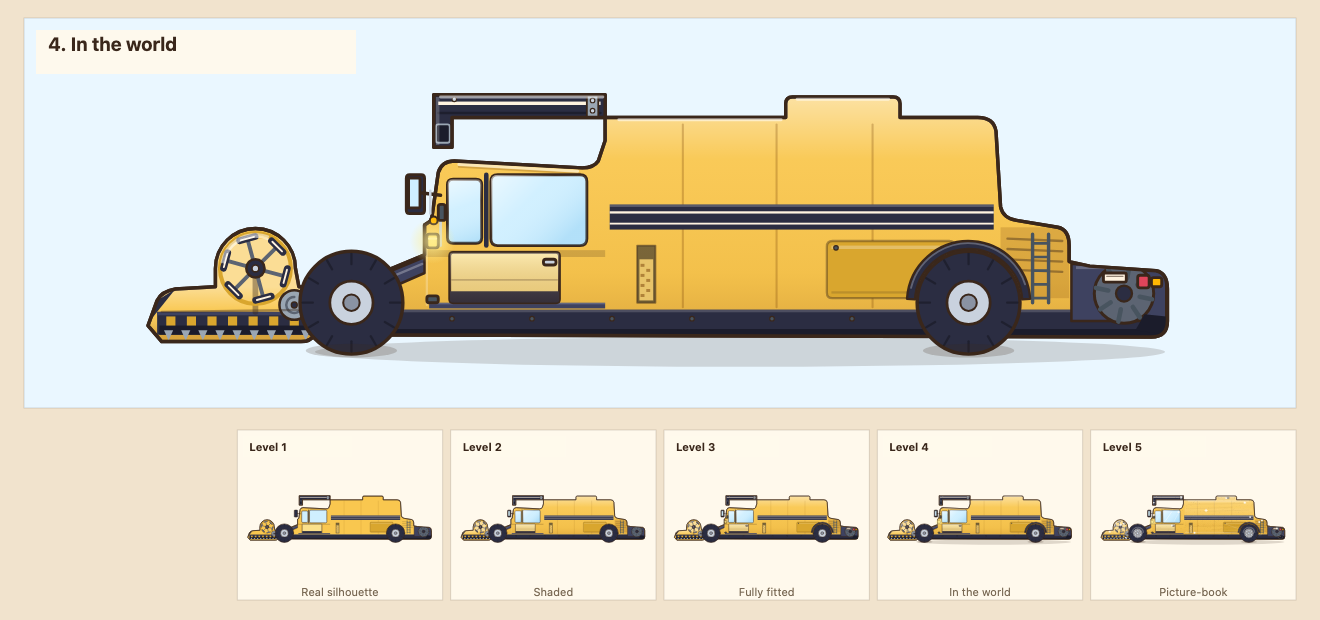 4. In the world
Level 1
Level 2
Level 3
Level 4
Level 5
Real silhouette
Shaded
Fully fitted
In the world
Picture-book